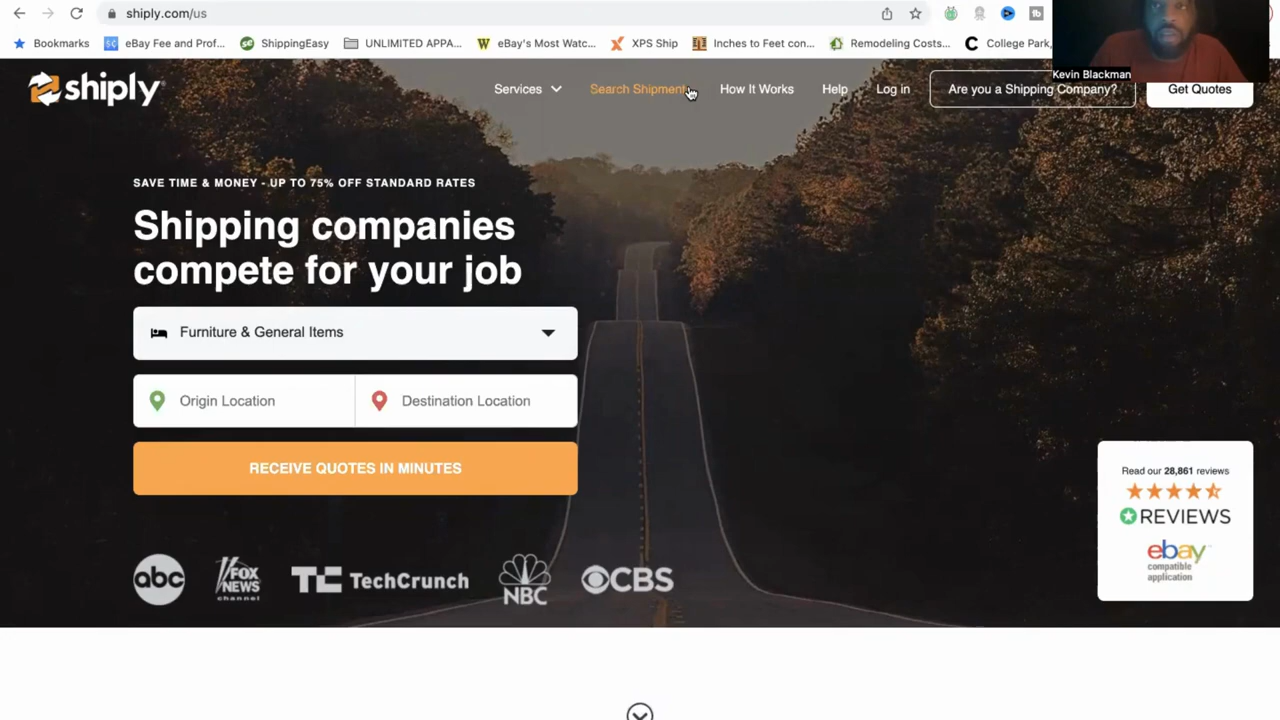 shiply.com/us
Bookmarks
eBay Fee and Prof...
ShippingEasy
UNLIMITED APPA...
W
eBay's Most Watc...
XPS Ship
Inches to Feet con...
Remodeling Costs...
College Park,
Kevin Blackman
shiply
Services
Search Shipments
How It Works
Help
Log in
Are you a Shipping Company?
Get Quotes
SAVE TIME & MONEY - UP TO 75% OFF STANDARD RATES
Shipping companies
compete for your job
Furniture & General Items
Origin Location
Destination Location
RECEIVE QUOTES IN MINUTES
abc
FOX
NEWS
channel
TC TechCrunch
NBC
CBS
Read our 28,861 reviews
REVIEWS
ebay
compatible
application